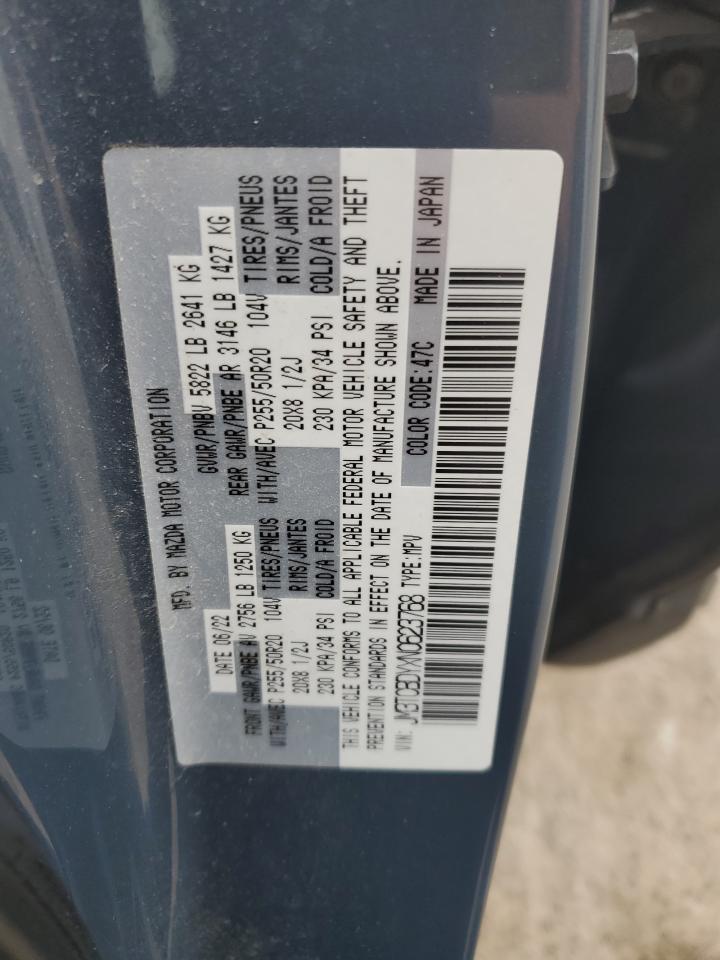 MFD. BY MAZDA MOTOR CORPORATION
DATE 06/22 GVWR/PNBV 5822 LB 2641 KG
FRONT GAWR/PNBE AV 2756 LB 1250 KG REAR GAWR/PNBE AR 3146 LB 1427 KG
WITH/AVEC P255/50R20 104V TIRES/PNEUS WITH/AVEC P255/50R20 104V TIRES/PNEUS
20X8 1/2J RIMS/JANTES 20X8 1/2J RIMS/JANTES
230 KPA/34 PSI COLD/A FROID 230 KPA/34 PSI COLD/A FROID
THIS VEHICLE CONFORMS TO ALL APPLICABLE FEDERAL MOTOR VEHICLE SAFETY AND THEFT
PREVENTION STANDARDS IN EFFECT ON THE DATE OF MANUFACTURE SHOWN ABOVE.
VIN: JM3TCBDYXN0623768 TYPE:MPV COLOR CODE:47C MADE IN JAPAN